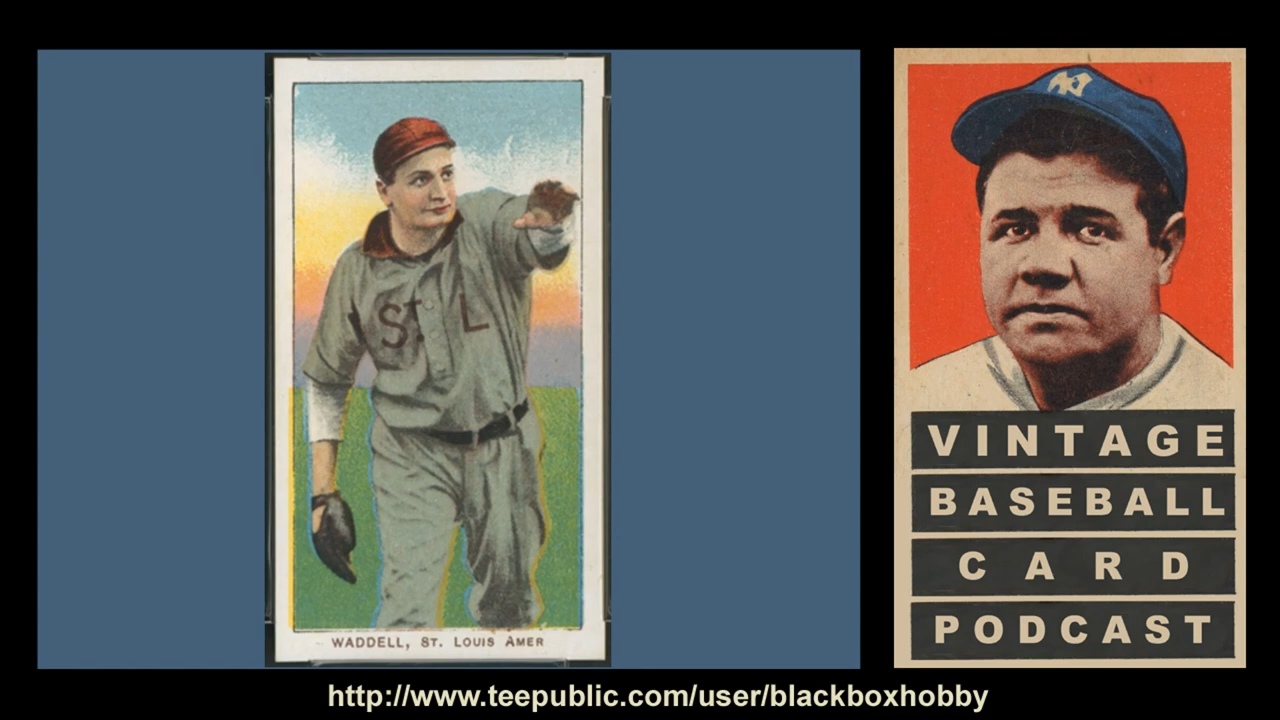 ST L
WADDELL, ST. LOUIS AMER
NY
VINTAGE
BASEBALL
CARD
PODCAST
http://www.teepublic.com/user/blackboxhobby